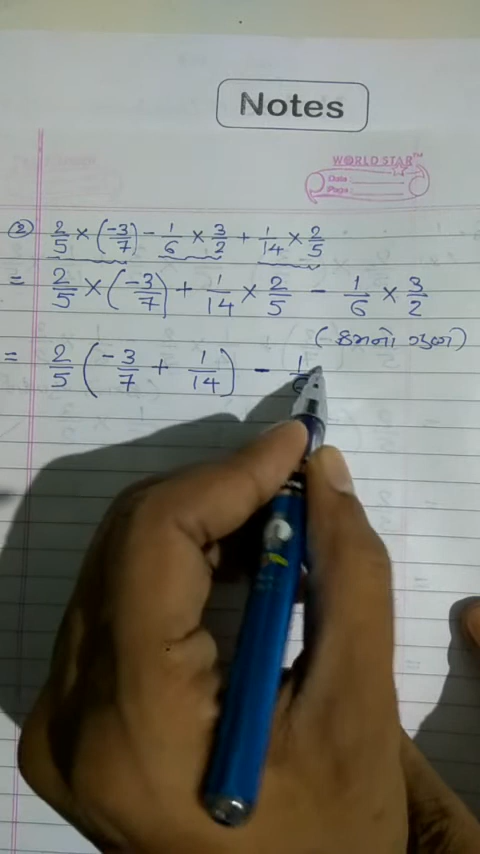 Notes
WORLD STAR™
Date
Page
② 2/5 × (-3/7) - 1/6 × 3/2 + 1/14 × 2/5
= 2/5 × (-3/7) + 1/14 × 2/5 - 1/6 × 3/2
(ક્રમનો ગુણ)
= 2/5 (-3/7 + 1/14) - 1/6